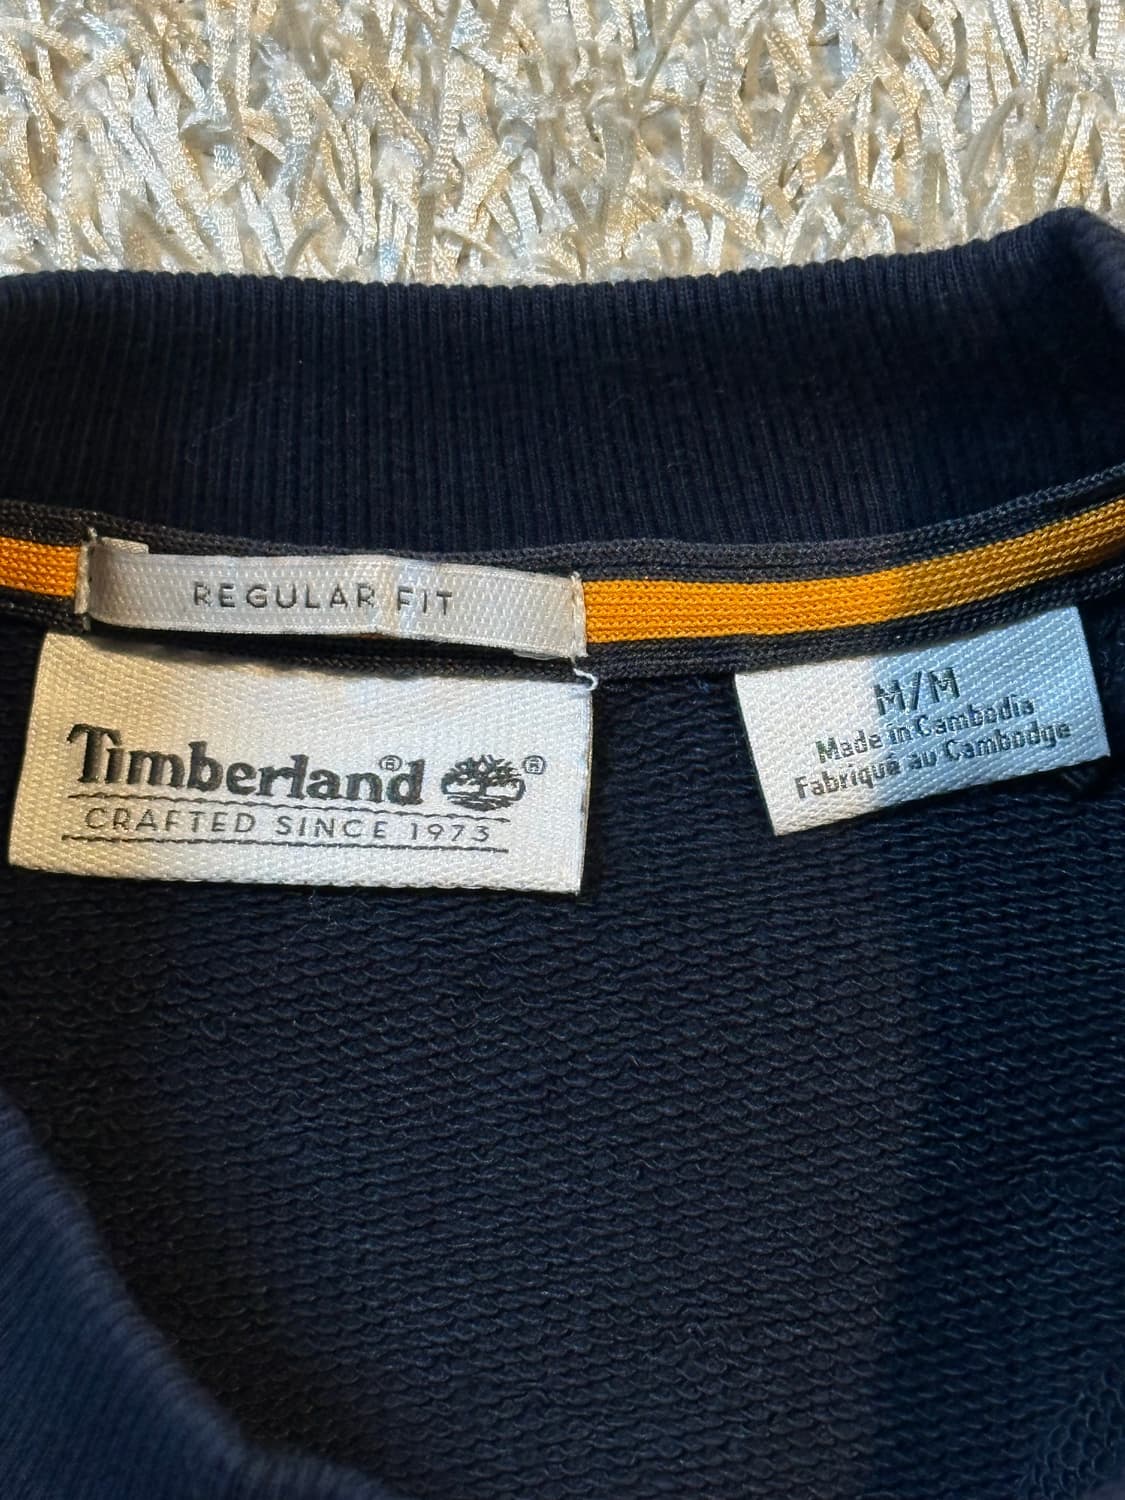 REGULAR FIT
Timberland® ®
CRAFTED SINCE 1973
M/M
Made in Cambodia
Fabriqué au Cambodge